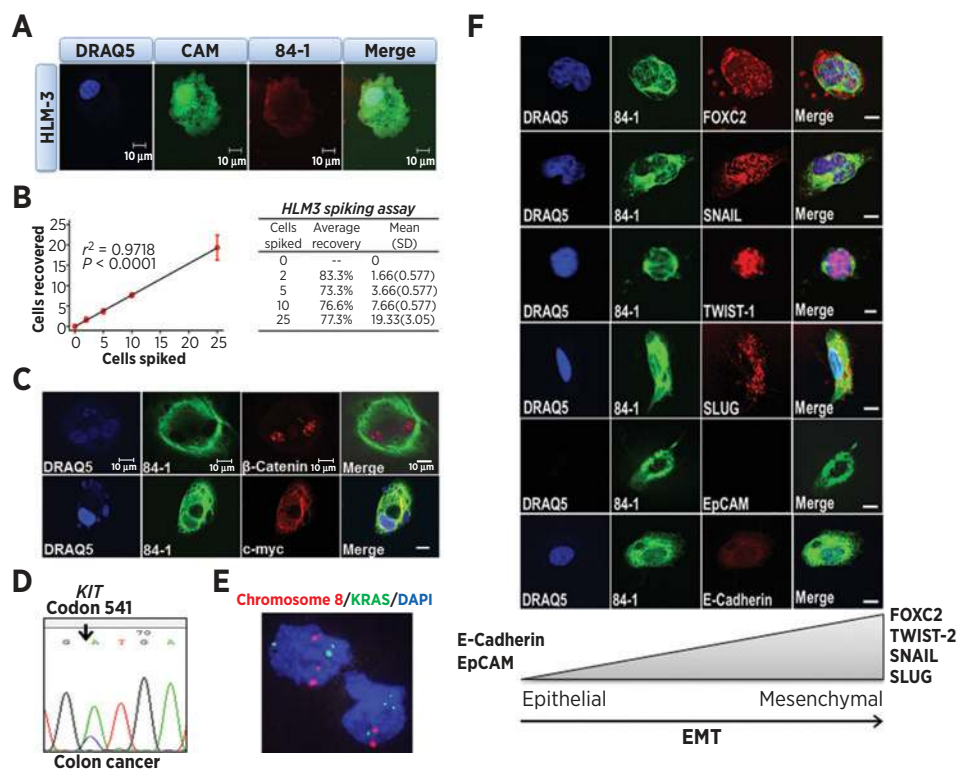 A
DRAQ5 CAM 84-1 Merge
HLM-3
10 μm 10 μm 10 μm 10 μm
B
Cells recovered
25
20
15
10
5
0
r² = 0.9718
P < 0.0001
0 5 10 15 20 25
Cells spiked
HLM3 spiking assay
Cells spiked Average recovery Mean (SD)
0 -- 0
2 83.3% 1.66(0.577)
5 73.3% 3.66(0.577)
10 76.6% 7.66(0.577)
25 77.3% 19.33(3.05)
C
DRAQ5 10 μm 84-1 10 μm β-Catenin 10 μm Merge 10 μm
DRAQ5 84-1 c-myc Merge
D
KIT
Codon 541
70
G A T G A
Colon cancer
E
Chromosome 8/KRAS/DAPI
F
DRAQ5 84-1 FOXC2 Merge
DRAQ5 84-1 SNAIL Merge
DRAQ5 84-1 TWIST-1 Merge
DRAQ5 84-1 SLUG Merge
DRAQ5 84-1 EpCAM Merge
DRAQ5 84-1 E-Cadherin Merge
E-Cadherin
EpCAM
FOXC2
TWIST-2
SNAIL
SLUG
Epithelial Mesenchymal
EMT